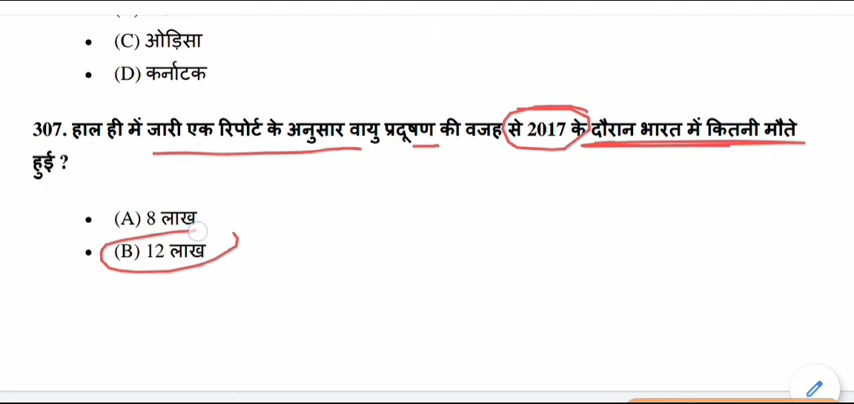 (C) ओड़िसा
(D) कर्नाटक
307. हाल ही में जारी एक रिपोर्ट के अनुसार वायु प्रदूषण की वजह से 2017 के दौरान भारत में कितनी मौते
हुई ?
(A) 8 लाख
(B) 12 लाख